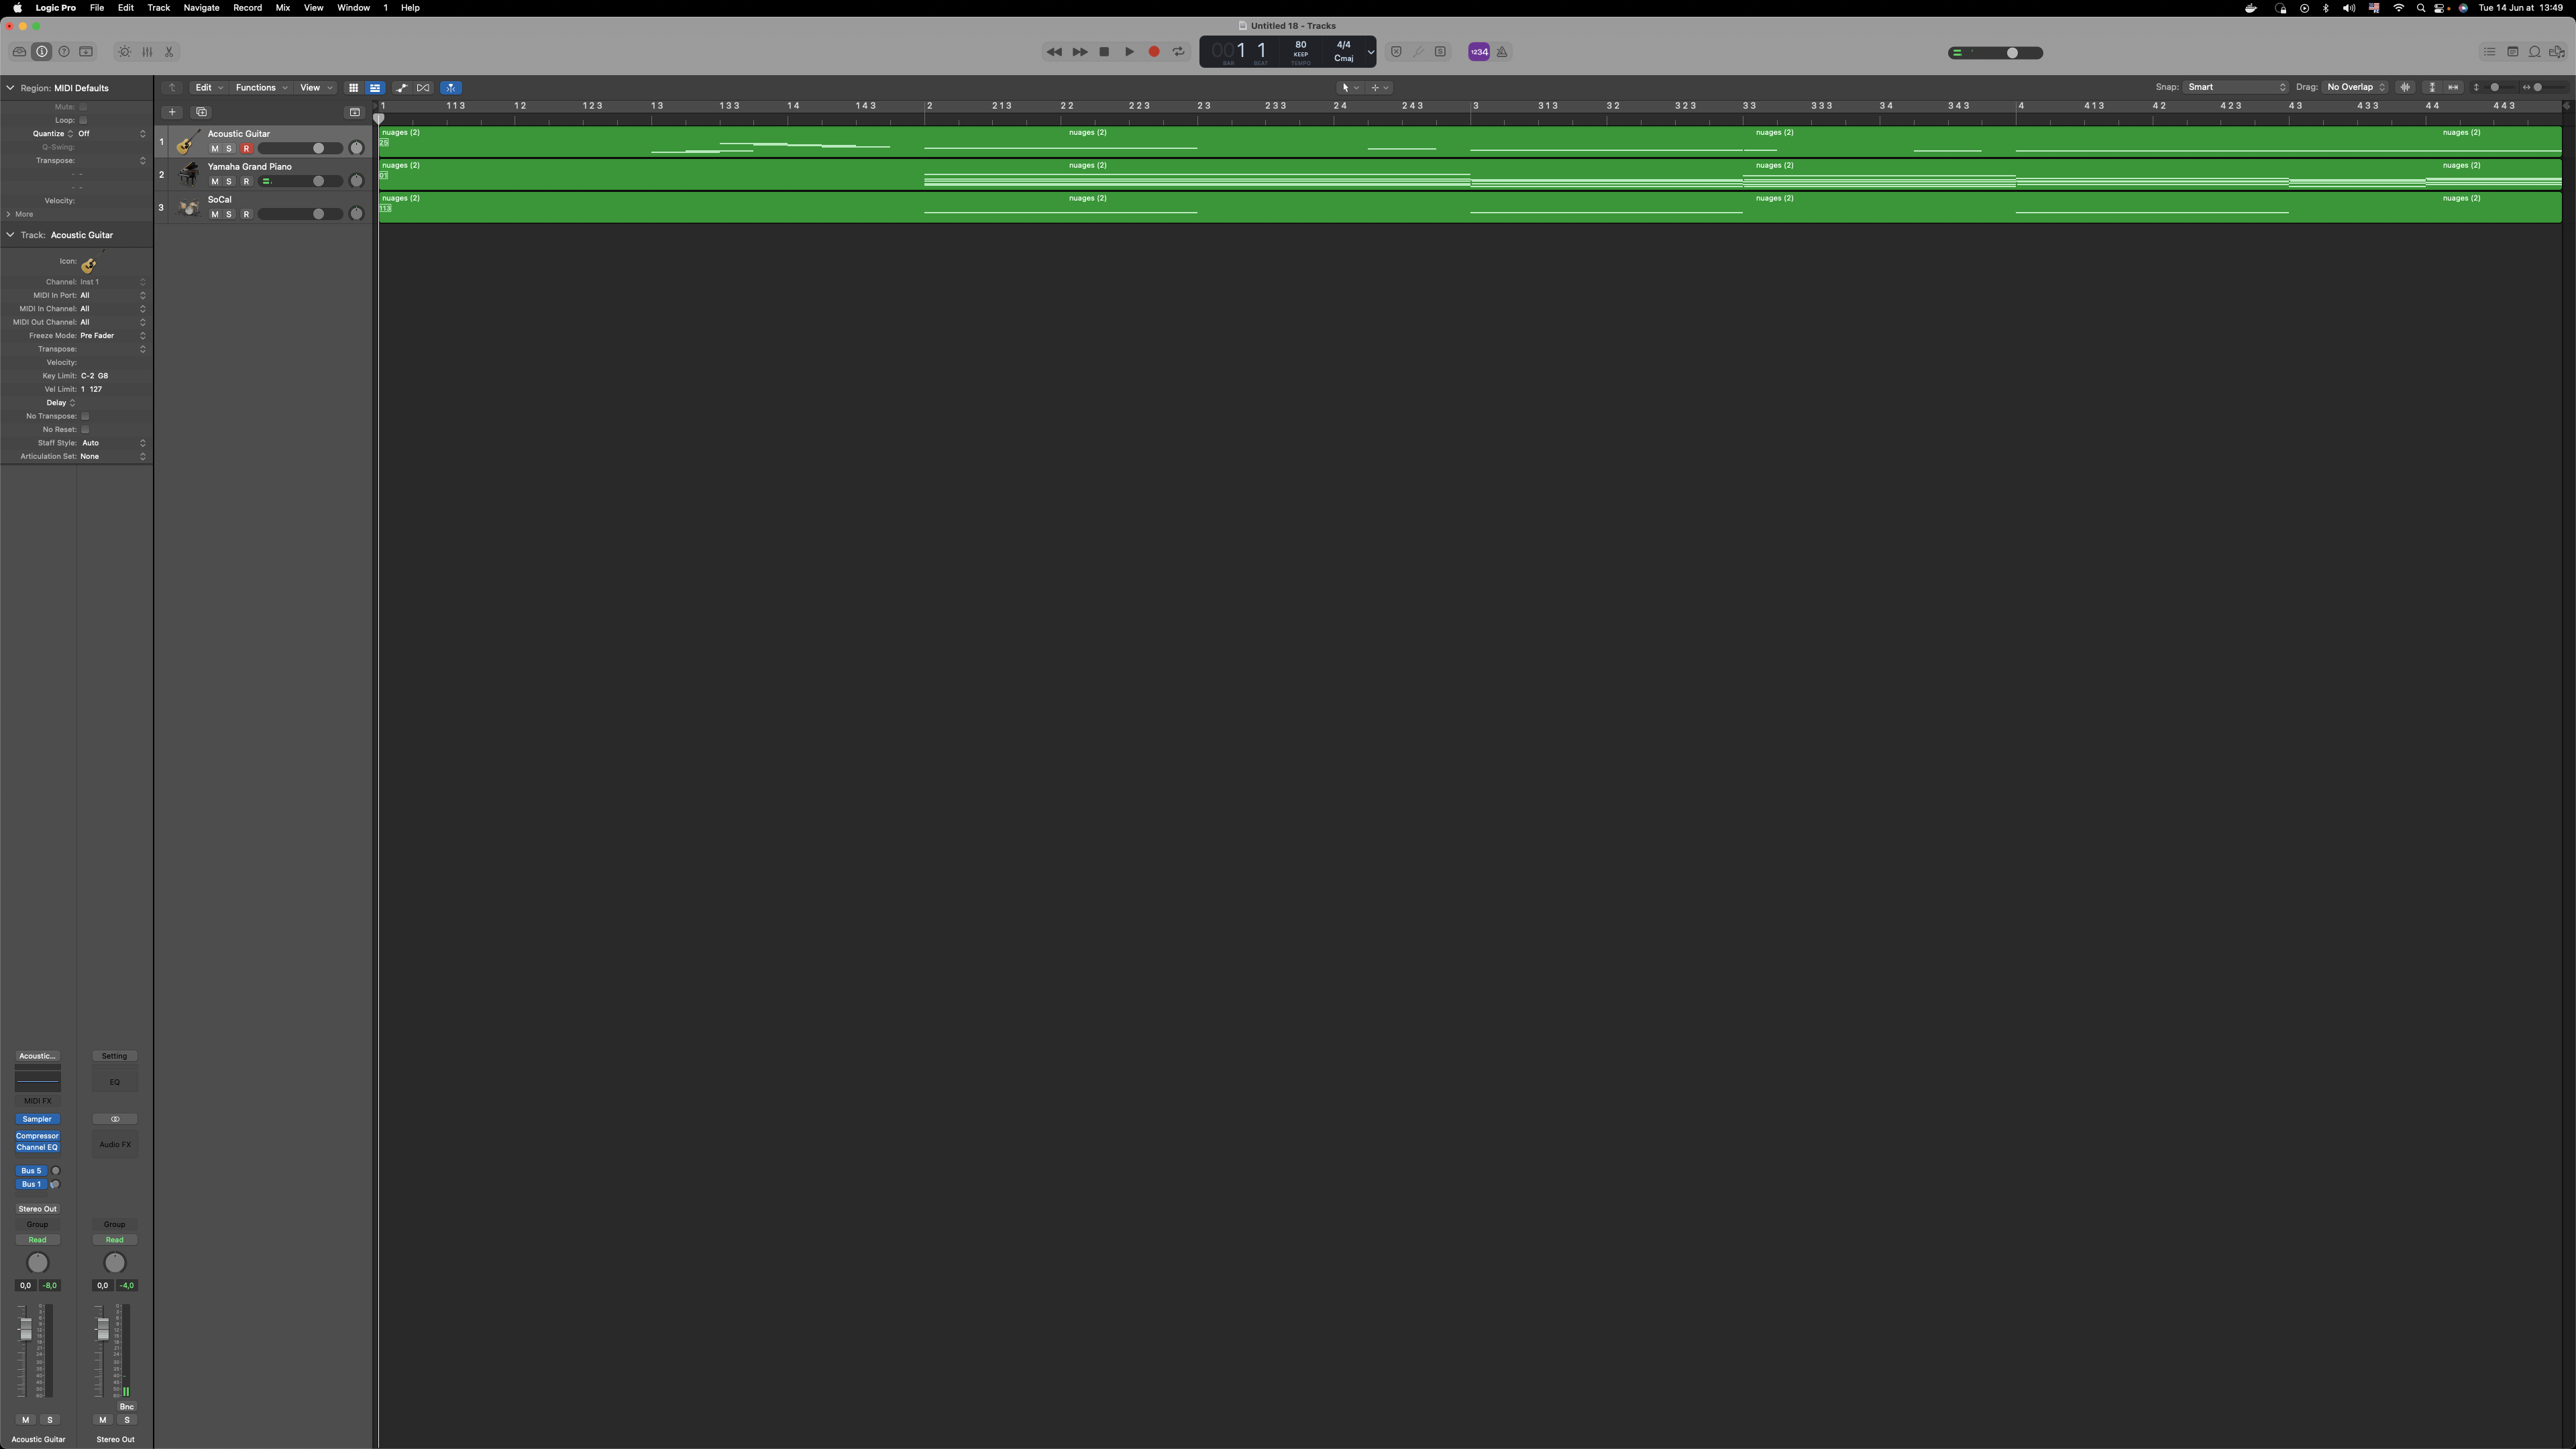 Logic Pro File Edit Track Navigate Record Mix View Window 1 Help Tue 14 Jun at 13:49
Untitled 18 - Tracks
001 1 80 4/4
KEEP Cmaj
BAR BEAT TEMPO
1234
Region: MIDI Defaults
Mute:
Loop:
Quantize Off
Q-Swing:
Transpose:
Velocity:
More
Track: Acoustic Guitar
Icon:
Channel: Inst 1
MIDI In Port: All
MIDI In Channel: All
MIDI Out Channel: All
Freeze Mode: Pre Fader
Transpose:
Velocity:
Key Limit: C-2 G8
Vel Limit: 1 127
Delay
No Transpose:
No Reset:
Staff Style: Auto
Articulation Set: None
Edit Functions View Snap: Smart Drag: No Overlap
1 1 1 3 1 2 1 2 3 1 3 1 3 3 1 4 1 4 3 2 2 1 3 2 2 2 2 3 2 3 2 3 3 2 4 2 4 3 3 3 1 3 3 2 3 2 3 3 3 3 3 3 3 4 3 4 3 4 4 1 3 4 2 4 2 3 4 3 4 3 3 4 4 4 4 3
1 Acoustic Guitar
M S R
nuages (2) nuages (2) nuages (2) nuages (2)
25
2 Yamaha Grand Piano
M S R
nuages (2) nuages (2) nuages (2) nuages (2)
01
3 SoCal
M S R
nuages (2) nuages (2) nuages (2) nuages (2)
113
Acoustic... Setting
EQ
MIDI FX
Sampler
Compressor
Channel EQ
Audio FX
Bus 5
Bus 1
Stereo Out
Group Group
Read Read
0,0 -8,0 0,0 -4,0
Bnc
M S M S
Acoustic Guitar Stereo Out